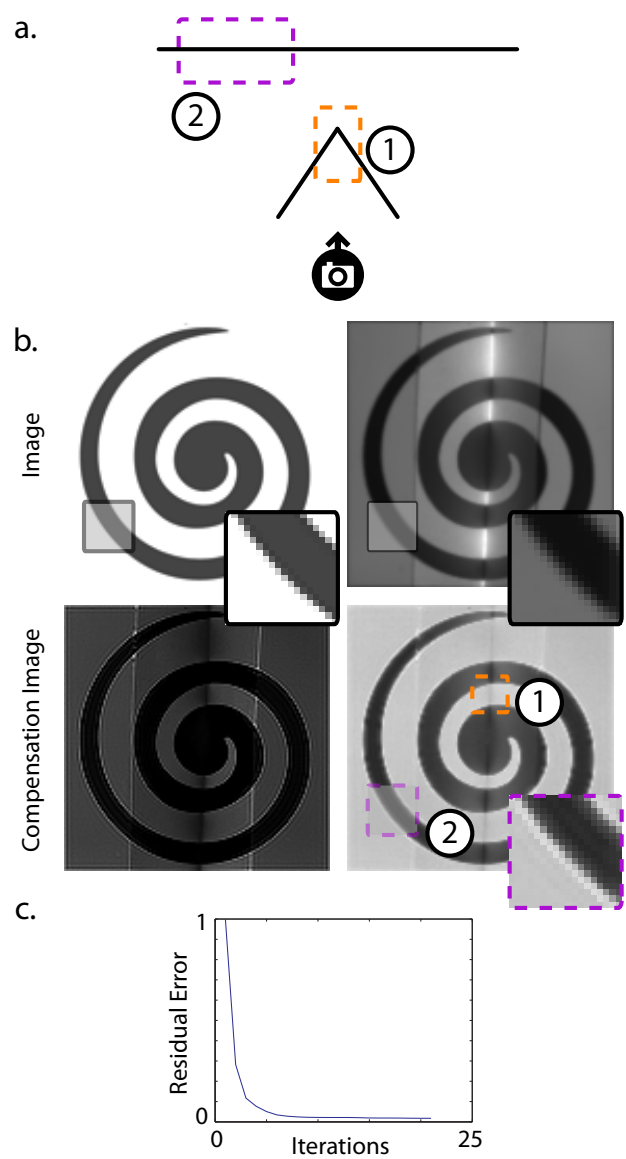 a.
2
1
b.
Image
Compensation Image
1
2
c.
1
Residual Error
0
0
25
Iterations